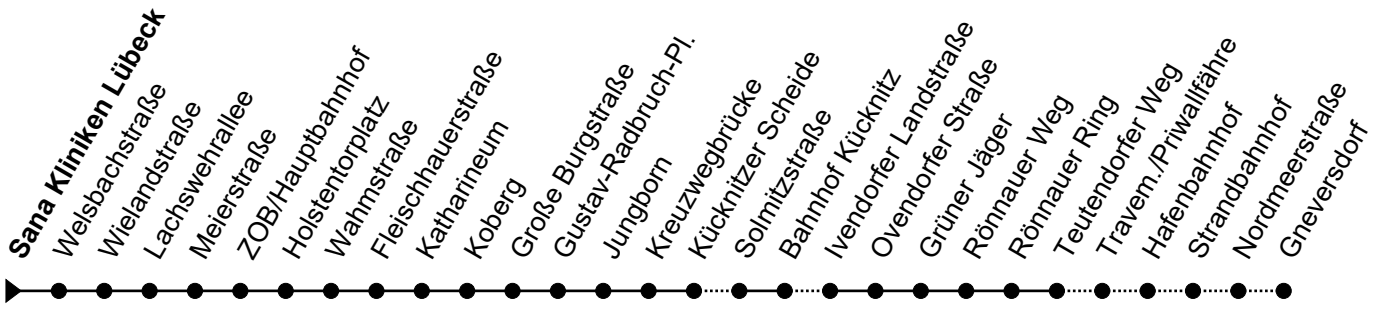 Sana Kliniken Lübeck
Welsbachstraße
Wielandstraße
Lachswehrallee
Meierstraße
ZOB/Hauptbahnhof
Holstentorplatz
Wahmstraße
Fleischhauerstraße
Katharineum
Koberg
Große Burgstraße
Gustav-Radbruch-Pl.
Jungborn
Kreuzwegbrücke
Kücknitzer Scheide
Solmitzstraße
Bahnhof Kücknitz
Ivendorfer Landstraße
Ovendorfer Straße
Grüner Jäger
Rönnauer Weg
Rönnauer Ring
Teutendorfer Weg
Travem./Priwallfähre
Hafenbahnhof
Strandbahnhof
Nordmeerstraße
Gneversdorf